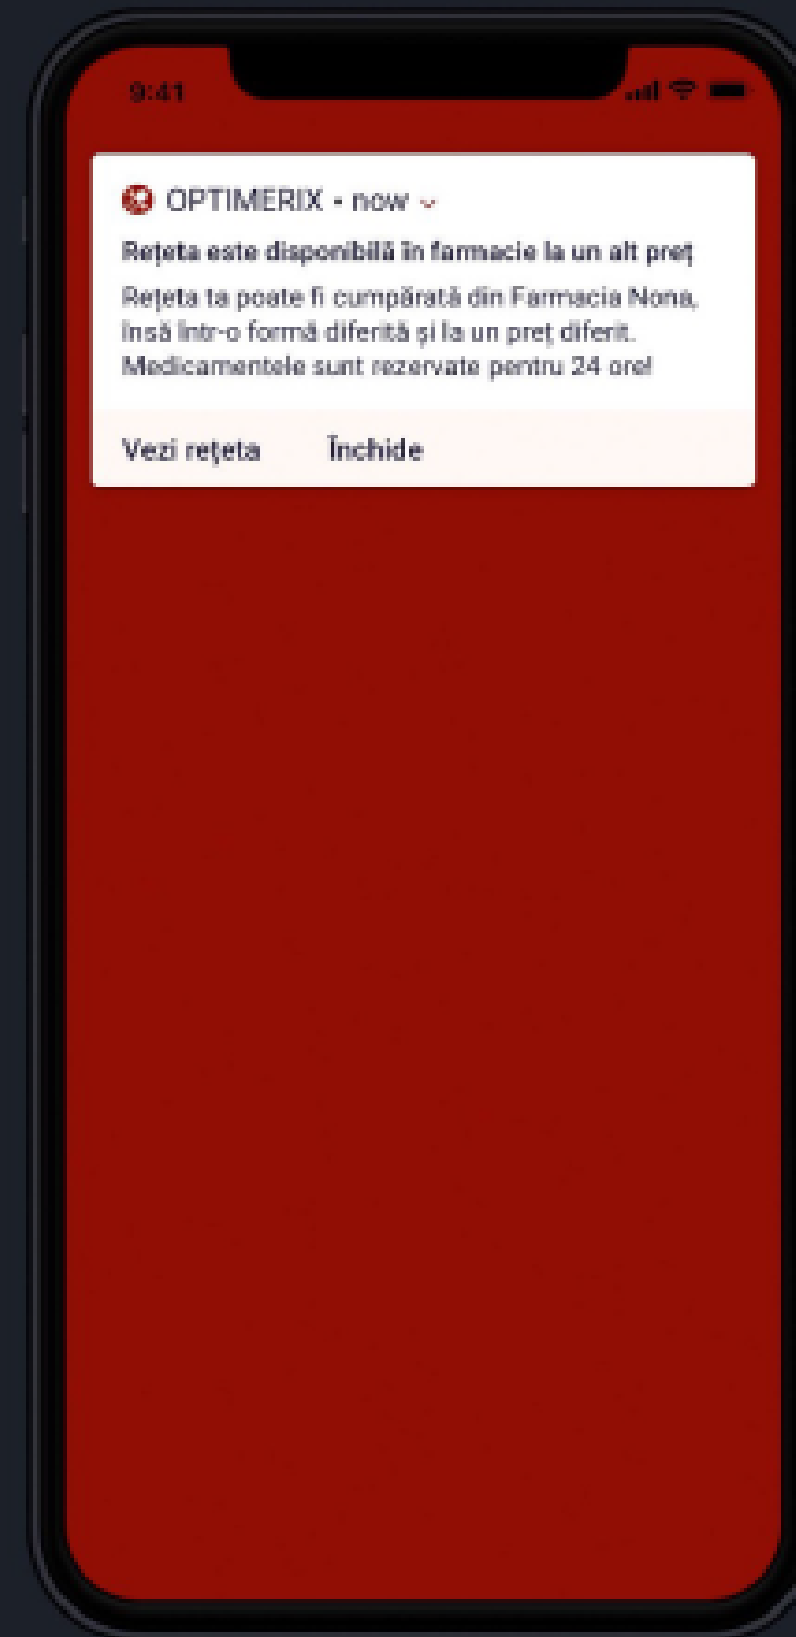 9:41
OPTIMERIX • now
Rețeta este disponibilă în farmacie la un alt preț
Rețeta ta poate fi cumpărată din Farmacia Nona,
însă într-o formă diferită și la un preț diferit.
Medicamentele sunt rezervate pentru 24 ore!
Vezi rețeta Închide